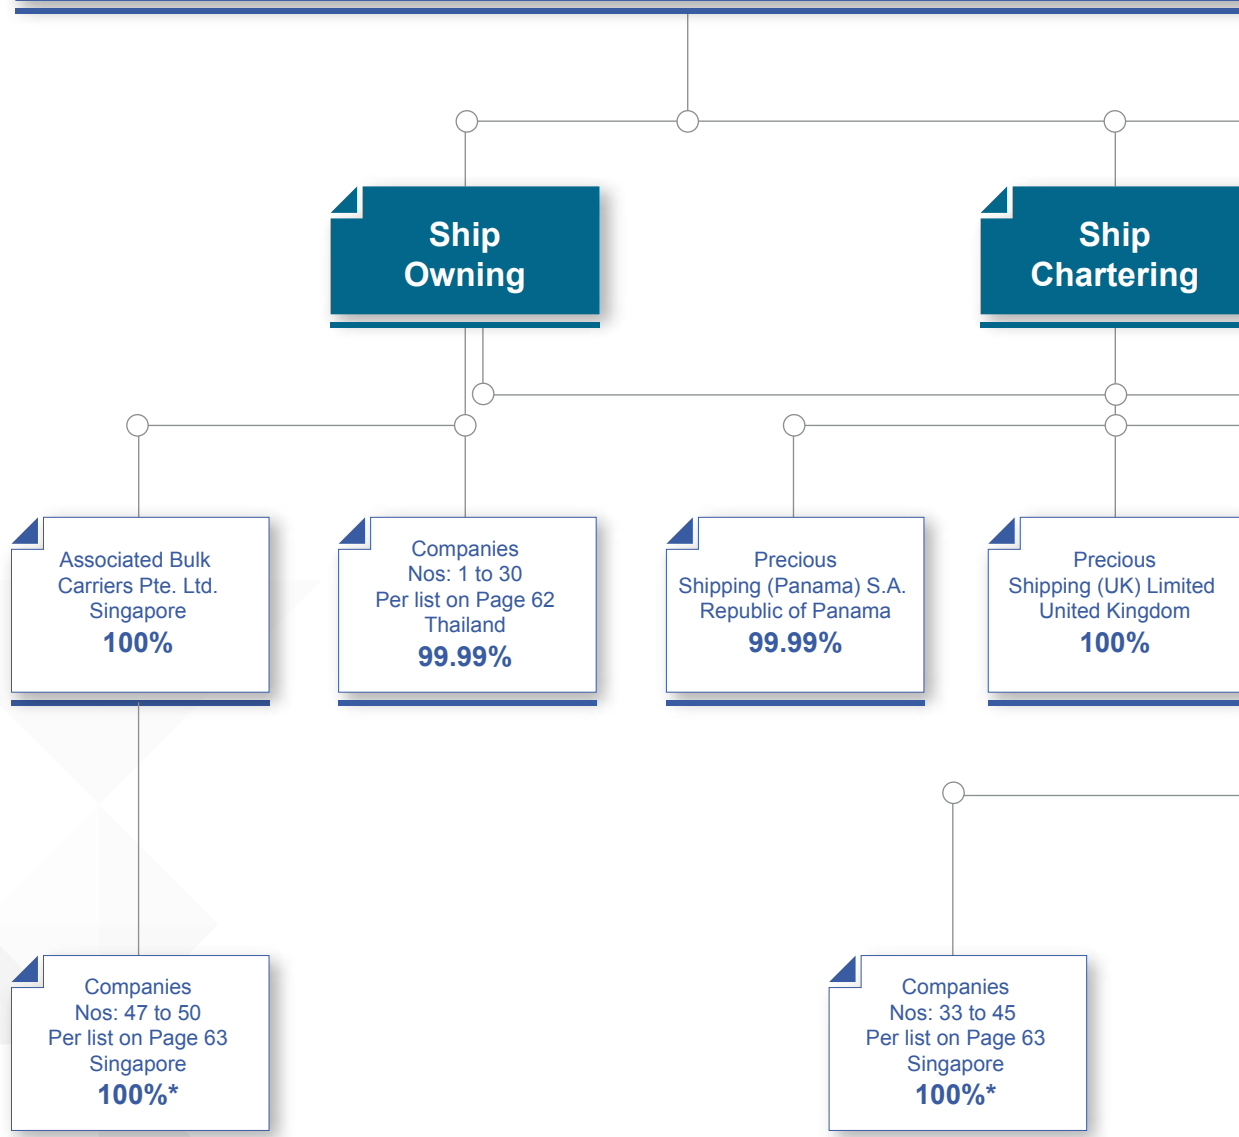 Ship
Owning
Ship
Chartering
Associated Bulk
Carriers Pte. Ltd.
Singapore
100%
Companies
Nos: 1 to 30
Per list on Page 62
Thailand
99.99%
Precious
Shipping (Panama) S.A.
Republic of Panama
99.99%
Precious
Shipping (UK) Limited
United Kingdom
100%
Companies
Nos: 47 to 50
Per list on Page 63
Singapore
100%*
Companies
Nos: 33 to 45
Per list on Page 63
Singapore
100%*